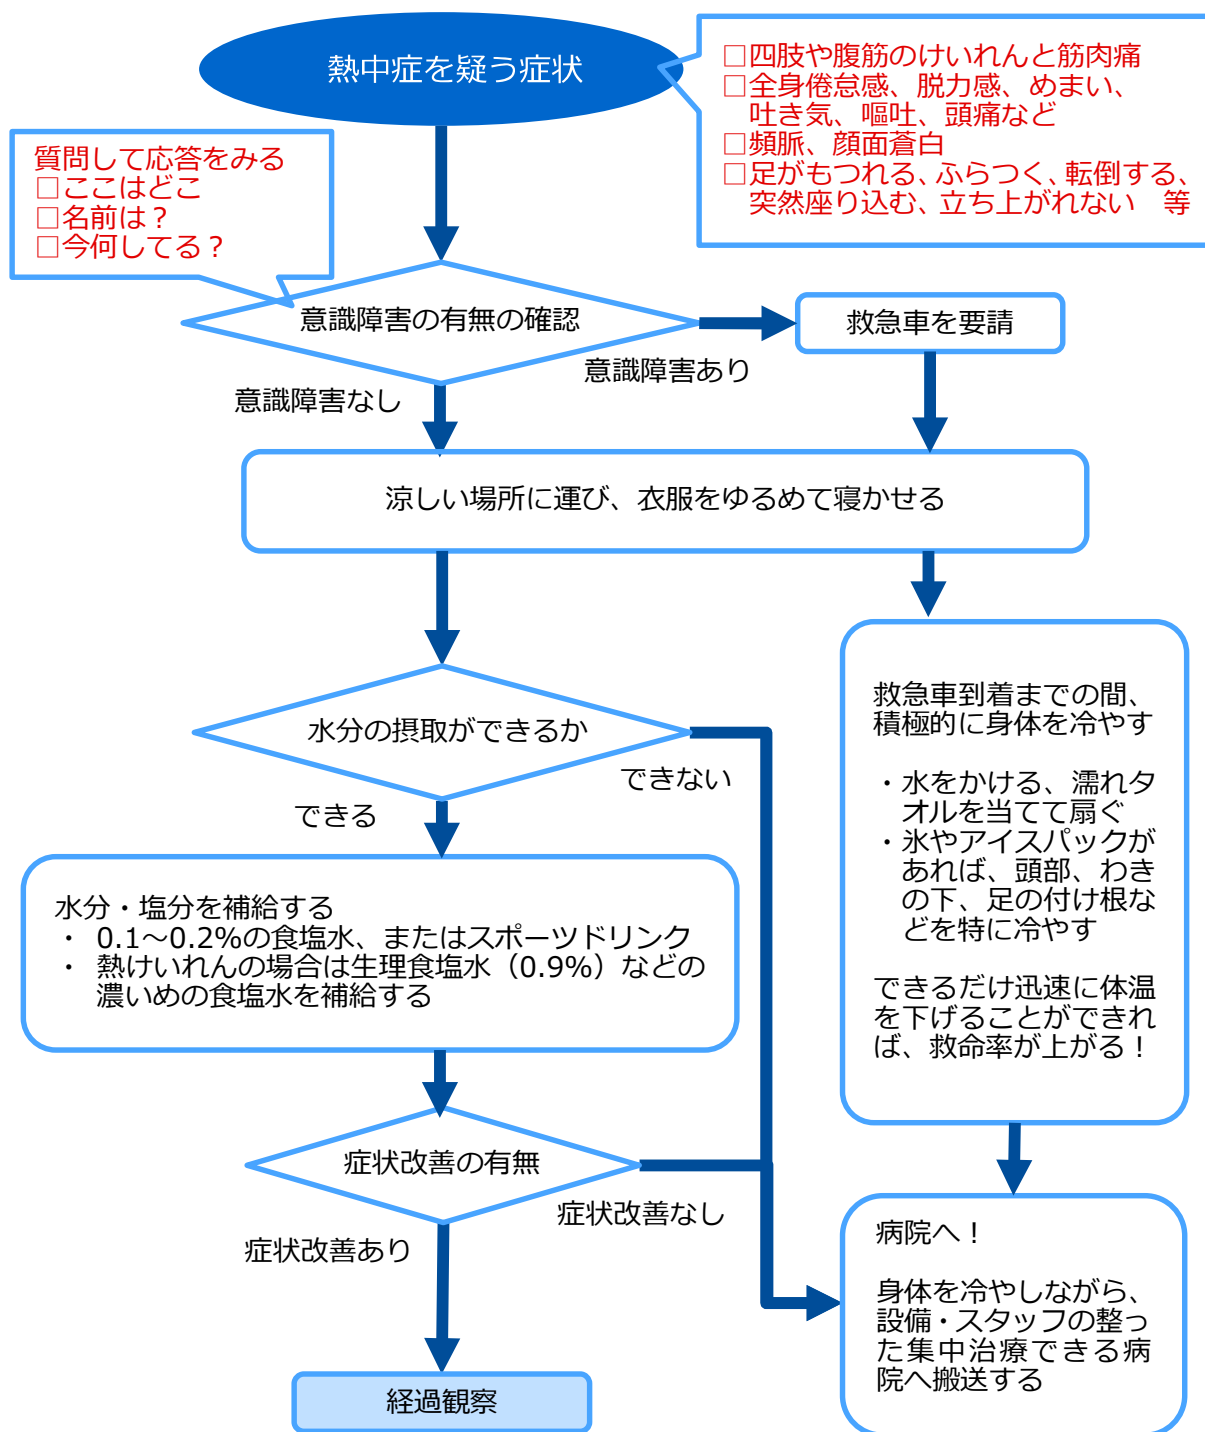 熱中症を疑う症状
□四肢や腹筋のけいれんと筋肉痛
□全身倦怠感、脱力感、めまい、
吐き気、嘔吐、頭痛など
□頻脈、顔面蒼白
□足がもつれる、ふらつく、転倒する、
突然座り込む、立ち上がれない　等
質問して応答をみる
□ここはどこ
□名前は？
□今何してる？
意識障害の有無の確認
救急車を要請
意識障害あり
意識障害なし
涼しい場所に運び、衣服をゆるめて寝かせる
水分の摂取ができるか
できない
できる
救急車到着までの間、
積極的に身体を冷やす
・水をかける、濡れタ
オルを当てて扇ぐ
・氷やアイスパックが
あれば、頭部、わき
の下、足の付け根な
どを特に冷やす
できるだけ迅速に体温
を下げることができれ
ば、救命率が上がる！
水分・塩分を補給する
・ 0.1～0.2%の食塩水、またはスポーツドリンク
・ 熱けいれんの場合は生理食塩水（0.9%）などの
濃いめの食塩水を補給する
症状改善の有無
症状改善なし
症状改善あり
病院へ！
身体を冷やしながら、
設備・スタッフの整っ
た集中治療できる病
院へ搬送する
経過観察